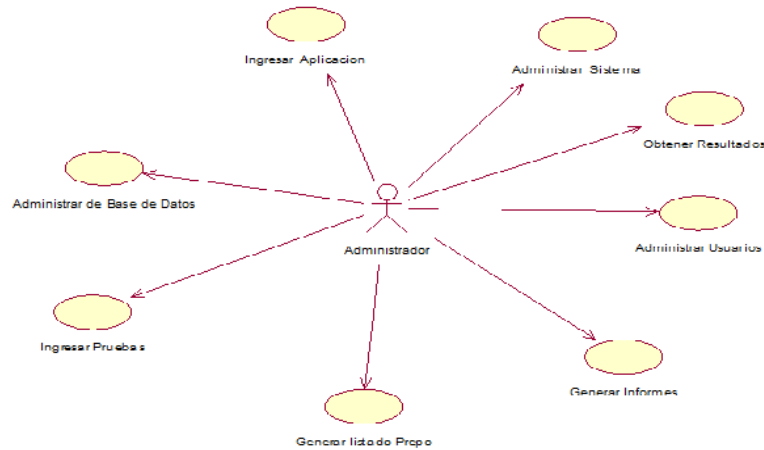 Ingresar Aplicacion
Administrar Sistema
Obtener Resultados
Administrar de Base de Datos
Administrador
Administrar Usuarios
Ingresar Pruebas
Generar Informes
Generar listado Prepo